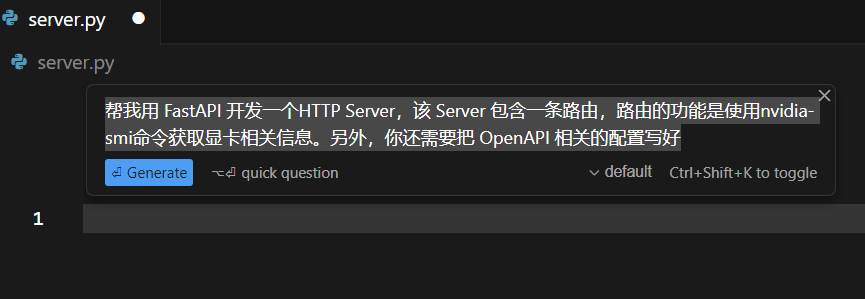 server.py
server.py
帮我用 FastAPI 开发一个HTTP Server，该 Server 包含一条路由，路由的功能是使用nvidia-
smi命令获取显卡相关信息。另外，你还需要把 OpenAPI 相关的配置写好
⏎ Generate ⌥⏎ quick question default Ctrl+Shift+K to toggle
1